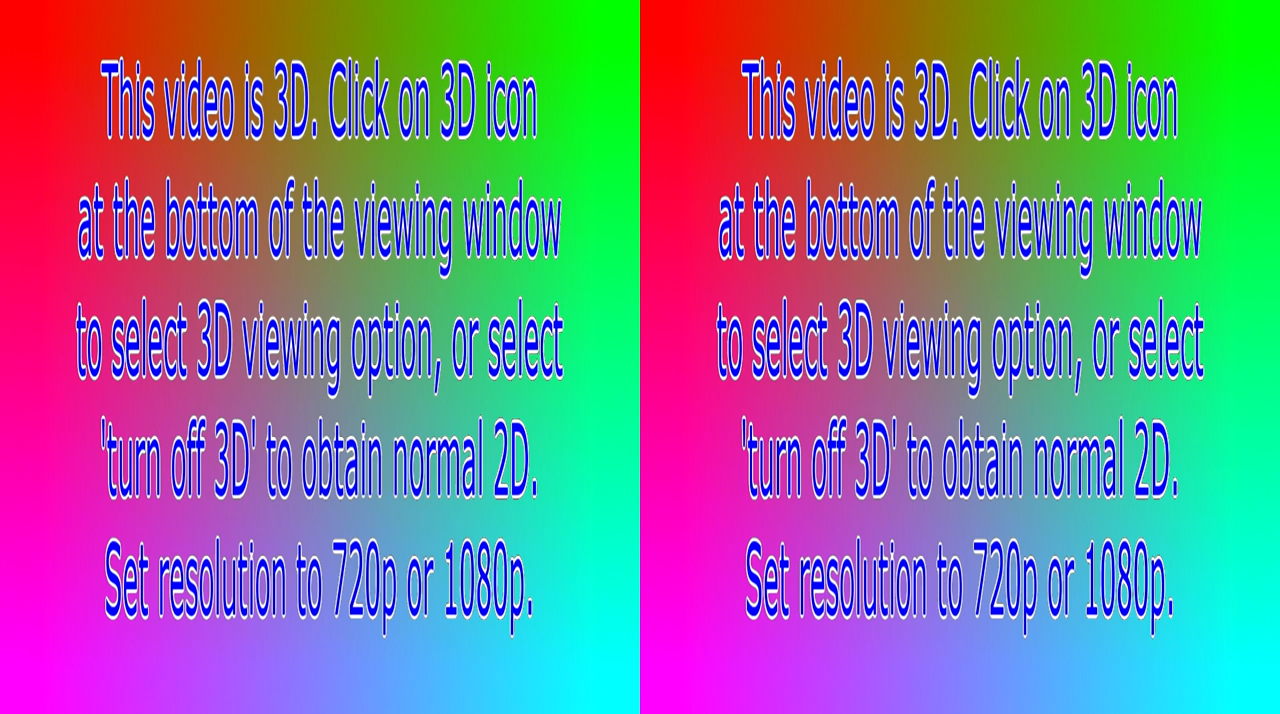 This video is 3D. Click on 3D icon
at the bottom of the viewing window
to select 3D viewing option, or select
'turn off 3D' to obtain normal 2D.
Set resolution to 720p or 1080p.
This video is 3D. Click on 3D icon
at the bottom of the viewing window
to select 3D viewing option, or select
'turn off 3D' to obtain normal 2D.
Set resolution to 720p or 1080p.